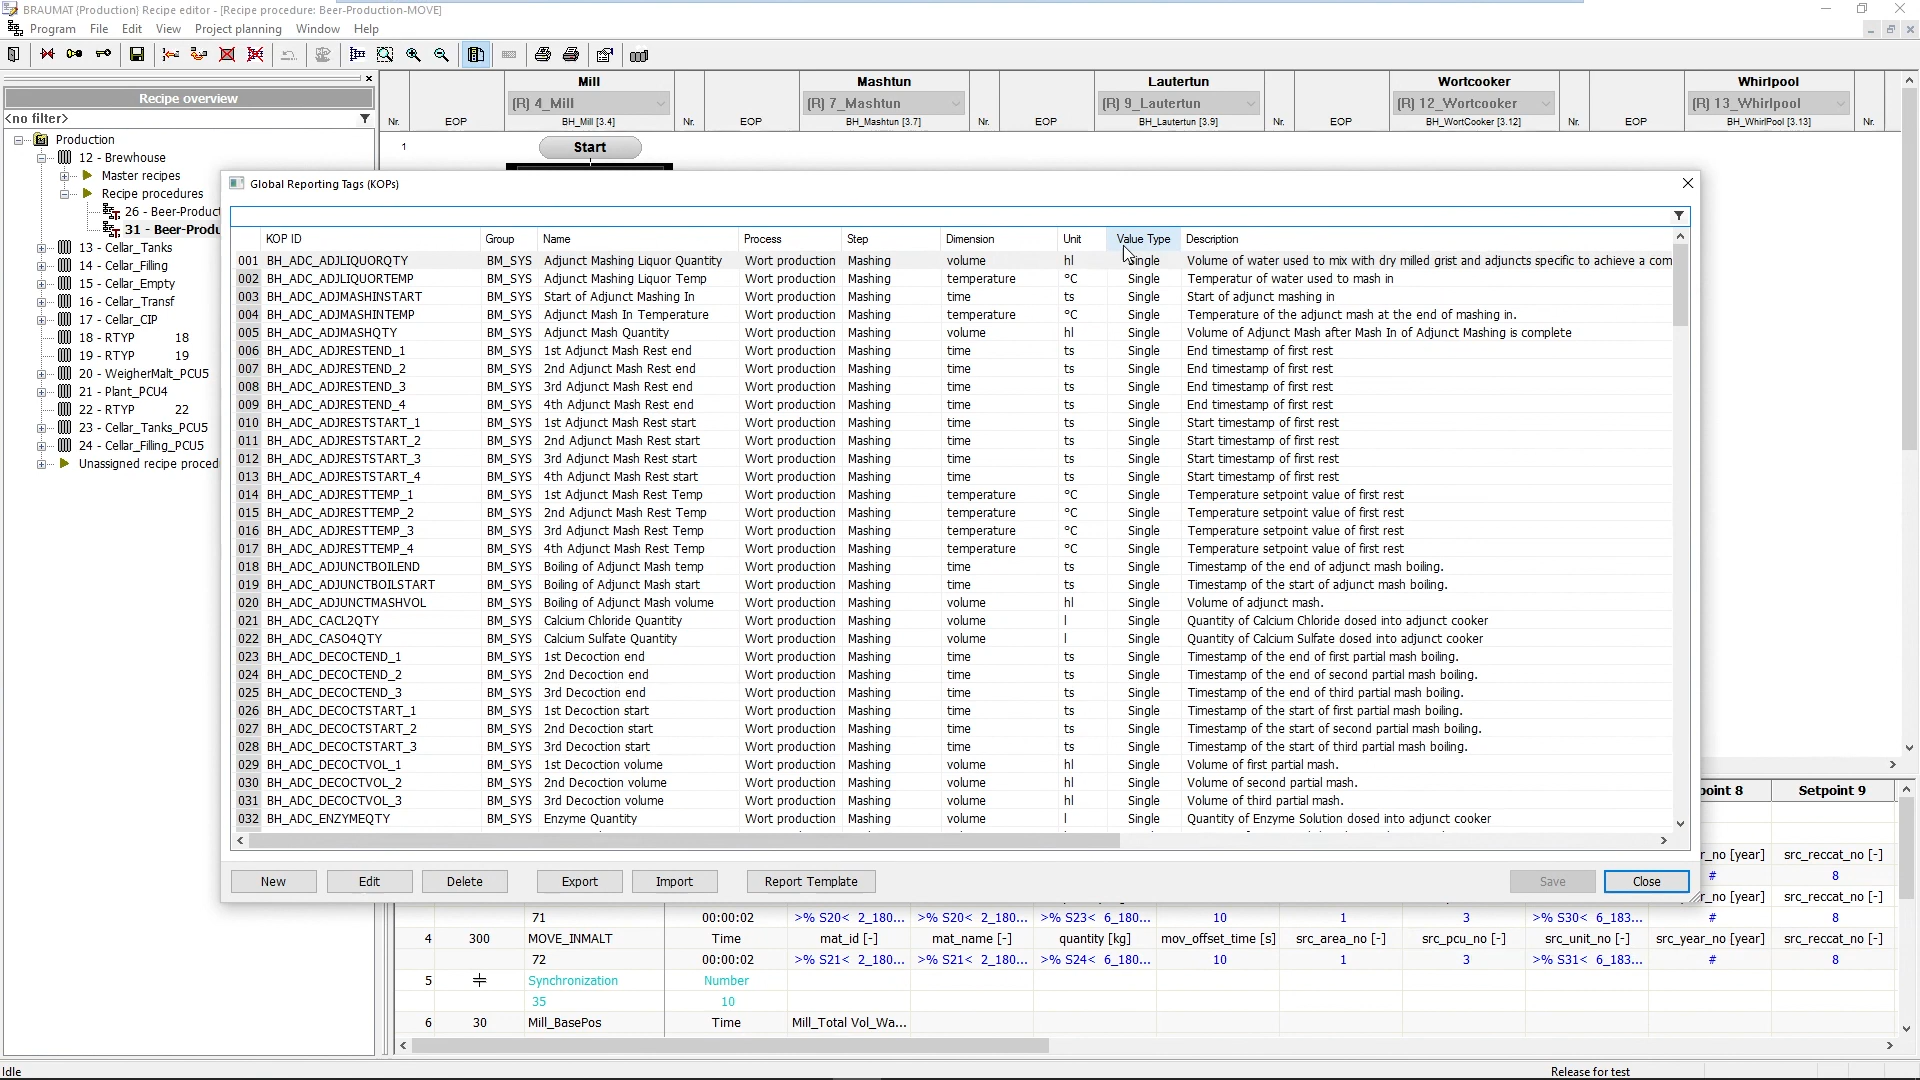 BRAUMAT (Production) Recipe editor - [Recipe procedure: Beer-Production-MOVE]
Program File Edit View Project planning Window Help
Recipe overview
<no filter>
Production
12 - Brewhouse
Master recipes
Recipe procedures
26 - Beer-Product
31 - Beer-Produ
13 - Cellar_Tanks
14 - Cellar_Filling
15 - Cellar_Empty
16 - Cellar_Transf
17 - Cellar_CIP
18 - RTYP 18
19 - RTYP 19
20 - WeigherMalt_PCU5
21 - Plant_PCU4
22 - RTYP 22
23 - Cellar_Tanks_PCU5
24 - Cellar_Filling_PCU5
Unassigned recipe proced
Mill Mashtun Lautertun Wortcooker Whirlpool
(R) 4_Mill (R) 7_Mashtun (R) 9_Lautertun (R) 12_Wortcooker (R) 13_Whirlpool
Nr. EOP BH_Mill [3.4] Nr. EOP BH_Mashtun [3.7] Nr. EOP BH_Lautertun [3.9] Nr. EOP BH_WortCooker [3.12] Nr. EOP BH_WhirlPool [3.13] Nr.
1 Start
Global Reporting Tags (KOPs)
KOP ID Group Name Process Step Dimension Unit Value Type Description
001 BH_ADC_ADJLIQUORQTY BM_SYS Adjunct Mashing Liquor Quantity Wort production Mashing volume hl Single Volume of water used to mix with dry milled grist and adjuncts specific to achieve a com
002 BH_ADC_ADJLIQUORTEMP BM_SYS Adjunct Mashing Liquor Temp Wort production Mashing temperature °C Single Temperatur of water used to mash in
003 BH_ADC_ADJMASHINSTART BM_SYS Start of Adjunct Mashing In Wort production Mashing time ts Single Start of adjunct mashing in
004 BH_ADC_ADJMASHINTEMP BM_SYS Adjunct Mash In Temperature Wort production Mashing temperature °C Single Temperature of the adjunct mash at the end of mashing in.
005 BH_ADC_ADJMASHQTY BM_SYS Adjunct Mash Quantity Wort production Mashing volume hl Single Volume of Adjunct Mash after Mash In of Adjunct Mashing is complete
006 BH_ADC_ADJRESTEND_1 BM_SYS 1st Adjunct Mash Rest end Wort production Mashing time ts Single End timestamp of first rest
007 BH_ADC_ADJRESTEND_2 BM_SYS 2nd Adjunct Mash Rest end Wort production Mashing time ts Single End timestamp of first rest
008 BH_ADC_ADJRESTEND_3 BM_SYS 3rd Adjunct Mash Rest end Wort production Mashing time ts Single End timestamp of first rest
009 BH_ADC_ADJRESTEND_4 BM_SYS 4th Adjunct Mash Rest end Wort production Mashing time ts Single End timestamp of first rest
010 BH_ADC_ADJRESTSTART_1 BM_SYS 1st Adjunct Mash Rest start Wort production Mashing time ts Single Start timestamp of first rest
011 BH_ADC_ADJRESTSTART_2 BM_SYS 2nd Adjunct Mash Rest start Wort production Mashing time ts Single Start timestamp of first rest
012 BH_ADC_ADJRESTSTART_3 BM_SYS 3rd Adjunct Mash Rest start Wort production Mashing time ts Single Start timestamp of first rest
013 BH_ADC_ADJRESTSTART_4 BM_SYS 4th Adjunct Mash Rest start Wort production Mashing time ts Single Start timestamp of first rest
014 BH_ADC_ADJRESTTEMP_1 BM_SYS 1st Adjunct Mash Rest Temp Wort production Mashing temperature °C Single Temperature setpoint value of first rest
015 BH_ADC_ADJRESTTEMP_2 BM_SYS 2nd Adjunct Mash Rest Temp Wort production Mashing temperature °C Single Temperature setpoint value of first rest
016 BH_ADC_ADJRESTTEMP_3 BM_SYS 3rd Adjunct Mash Rest Temp Wort production Mashing temperature °C Single Temperature setpoint value of first rest
017 BH_ADC_ADJRESTTEMP_4 BM_SYS 4th Adjunct Mash Rest Temp Wort production Mashing temperature °C Single Temperature setpoint value of first rest
018 BH_ADC_ADJUNCTBOILEND BM_SYS Boiling of Adjunct Mash temp Wort production Mashing time ts Single Timestamp of the end of adjunct mash boiling.
019 BH_ADC_ADJUNCTBOILSTART BM_SYS Boiling of Adjunct Mash start Wort production Mashing time ts Single Timestamp of the start of adjunct mash boiling.
020 BH_ADC_ADJUNCTMASHVOL BM_SYS Boiling of Adjunct Mash volume Wort production Mashing volume hl Single Volume of adjunct mash.
021 BH_ADC_CACL2QTY BM_SYS Calcium Chloride Quantity Wort production Mashing volume l Single Quantity of Calcium Chloride dosed into adjunct cooker
022 BH_ADC_CASO4QTY BM_SYS Calcium Sulfate Quantity Wort production Mashing volume l Single Quantity of Calcium Sulfate dosed into adjunct cooker
023 BH_ADC_DECOCTEND_1 BM_SYS 1st Decoction end Wort production Mashing time ts Single Timestamp of the end of first partial mash boiling.
024 BH_ADC_DECOCTEND_2 BM_SYS 2nd Decoction end Wort production Mashing time ts Single Timestamp of the end of second partial mash boiling.
025 BH_ADC_DECOCTEND_3 BM_SYS 3rd Decoction end Wort production Mashing time ts Single Timestamp of the end of third partial mash boiling.
026 BH_ADC_DECOCTSTART_1 BM_SYS 1st Decoction start Wort production Mashing time ts Single Timestamp of the start of first partial mash boiling.
027 BH_ADC_DECOCTSTART_2 BM_SYS 2nd Decoction start Wort production Mashing time ts Single Timestamp of the start of second partial mash boiling.
028 BH_ADC_DECOCTSTART_3 BM_SYS 3rd Decoction start Wort production Mashing time ts Single Timestamp of the start of third partial mash boiling.
029 BH_ADC_DECOCTVOL_1 BM_SYS 1st Decoction volume Wort production Mashing volume hl Single Volume of first partial mash.
030 BH_ADC_DECOCTVOL_2 BM_SYS 2nd Decoction volume Wort production Mashing volume hl Single Volume of second partial mash.
031 BH_ADC_DECOCTVOL_3 BM_SYS 3rd Decoction volume Wort production Mashing volume hl Single Volume of third partial mash.
032 BH_ADC_ENZYMEQTY BM_SYS Enzyme Quantity Wort production Mashing volume l Single Quantity of Enzyme Solution dosed into adjunct cooker
New Edit Delete Export Import Report Template Save Close
point 8 Setpoint 9
r_no [year] src_reccat_no [-]
# 8
r_no [year] src_reccat_no [-]
71 00:00:02 >% S20< 2_180... >% S20< 2_180... >% S23< 6_180... 10 1 3 >% S30< 6_183... # 8
4 300 MOVE_INMALT Time mat_id [-] mat_name [-] quantity [kg] mov_offset_time [s] src_area_no [-] src_pcu_no [-] src_unit_no [-] src_year_no [year] src_reccat_no [-]
72 00:00:02 >% S21< 2_180... >% S21< 2_180... >% S24< 6_180... 10 1 3 >% S31< 6_183... # 8
5 Synchronization Number
35 10
6 30 Mill_BasePos Time Mill_Total Vol_Wa...
Idle Release for test